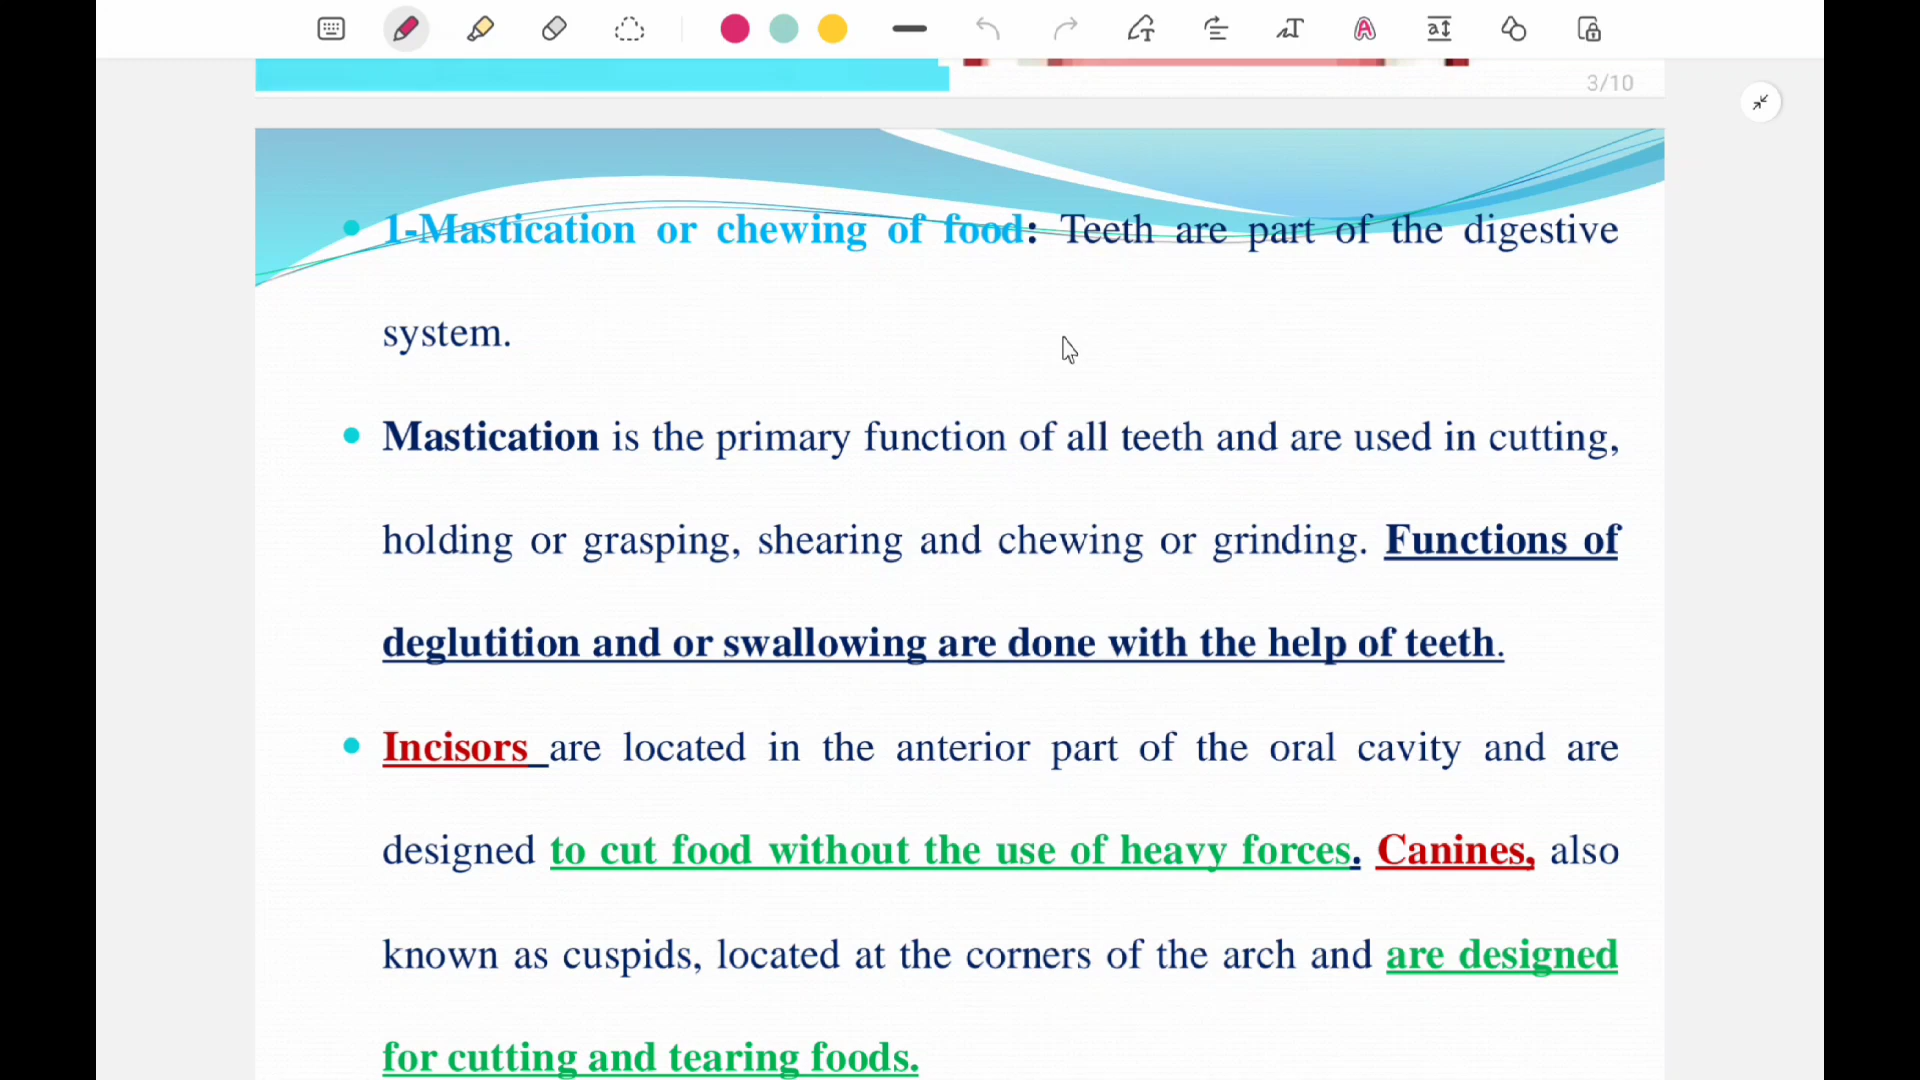 3/10
1-Mastication or chewing of food: Teeth are part of the digestive
system.
Mastication is the primary function of all teeth and are used in cutting,
holding or grasping, shearing and chewing or grinding. Functions of
deglutition and or swallowing are done with the help of teeth.
Incisors are located in the anterior part of the oral cavity and are
designed to cut food without the use of heavy forces. Canines, also
known as cuspids, located at the corners of the arch and are designed
for cutting and tearing foods.